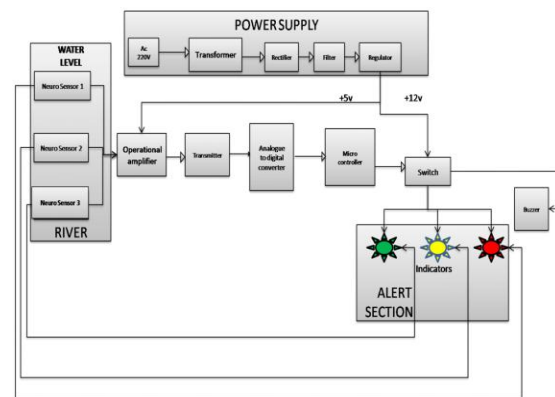 POWER SUPPLY
Ac
220V
Transformer
Rectifier
Filter
Regulator
WATER
LEVEL
Neuro Sensor 1
Neuro Sensor 2
Neuro Sensor 3
RIVER
+5v
+12v
Operational
amplifier
Transmitter
Analogue
to digital
converter
Micro
controller
Switch
Buzzer
Indicators
ALERT
SECTION